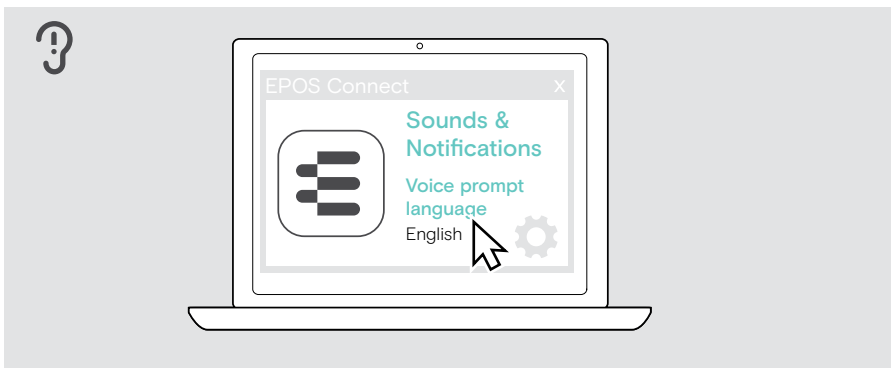 EPOS Connect X
Sounds &
Notifications
Voice prompt
language
English